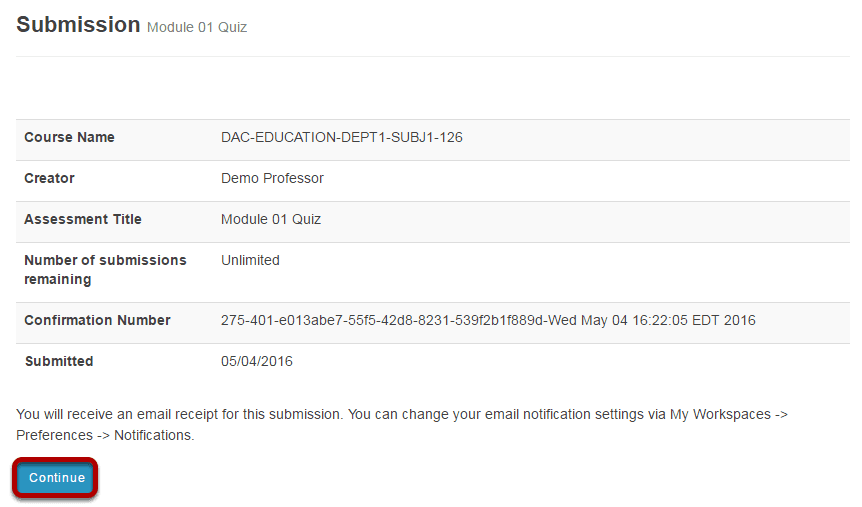 Submission Module 01 Quiz
Course Name DAC-EDUCATION-DEPT1-SUBJ1-126
Creator Demo Professor
Assessment Title Module 01 Quiz
Number of submissions Unlimited
remaining
Confirmation Number 275-401-e013abe7-55f5-42d8-8231-539f2b1f889d-Wed May 04 16:22:05 EDT 2016
Submitted 05/04/2016
You will receive an email receipt for this submission. You can change your email notification settings via My Workspaces ->
Preferences -> Notifications.
Continue